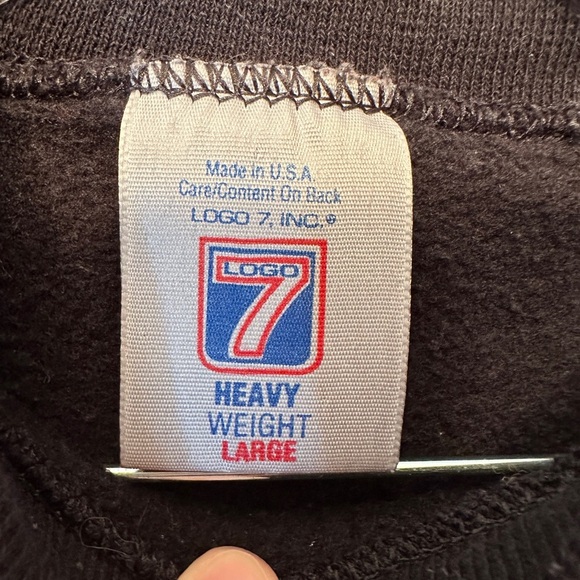 Made in U.S.A.
Care/Content On Back
LOGO 7, INC.®
LOGO
7
HEAVY
WEIGHT
LARGE